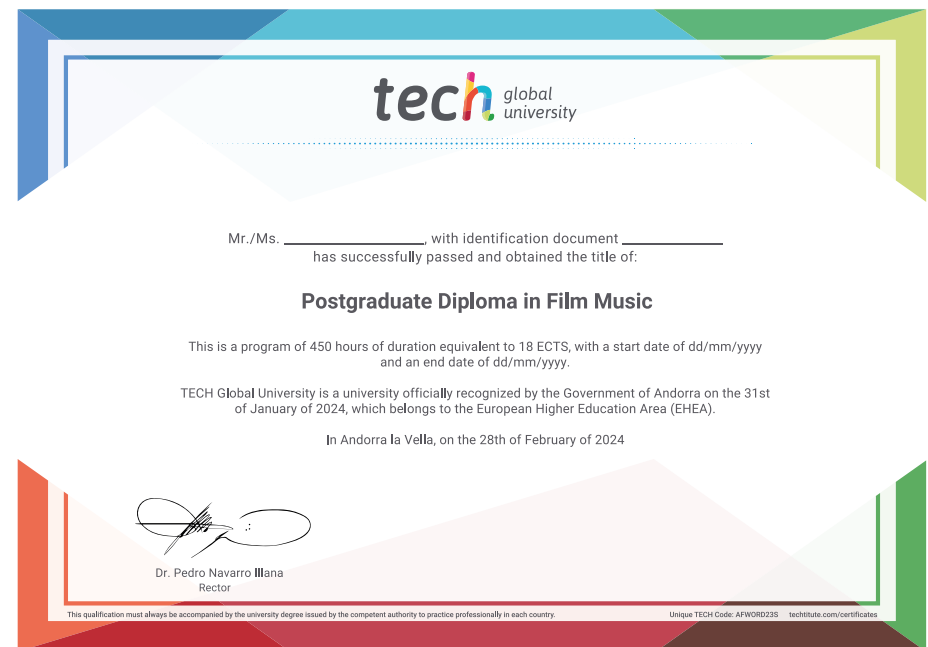 tech global
university
Mr./Ms. ______________, with identification document __________
has successfully passed and obtained the title of:
Postgraduate Diploma in Film Music
This is a program of 450 hours of duration equivalent to 18 ECTS, with a start date of dd/mm/yyyy
and an end date of dd/mm/yyyy.
TECH Global University is a university officially recognized by the Government of Andorra on the 31st
of January of 2024, which belongs to the European Higher Education Area (EHEA).
In Andorra la Vella, on the 28th of February of 2024
Dr. Pedro Navarro Illana
Rector
This qualification must always be accompanied by the university degree issued by the competent authority to practice professionally in each country. Unique TECH Code: AFWORD23S techtitute.com/certificates